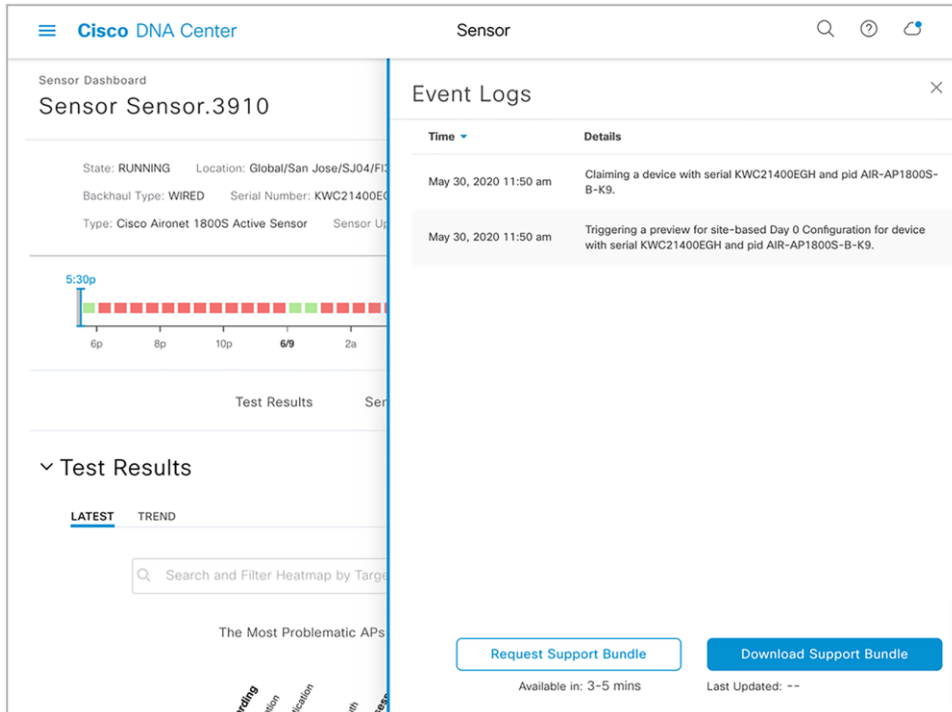 Cisco DNA Center
Sensor
Sensor Dashboard
Sensor Sensor.3910
State: RUNNING Location: Global/San Jose/SJ04/
Backhaul Type: WIRED Serial Number:
Type: Cisco Aironet 1800S Active Sensor Sensor
5:30p
6p 8p 10p 6/9 2a
Test Results
Test Results
LATEST TREND
Search and Filter Heatmap by
The Most Problematic APs
Event Logs
Time Details
May 30, 2020 11:50 am
Claiming a device with serial KWC21400EGH and pid AIR-AP1800S-
B-K9.
May 30, 2020 11:50 am
Triggering a preview for site-based Day 0 Configuration for device
with serial KWC21400EGH and pid AIR-AP1800S-B-K9.
Request Support Bundle
Download Support Bundle
Available in: 3-5 mins
Last Updated: --